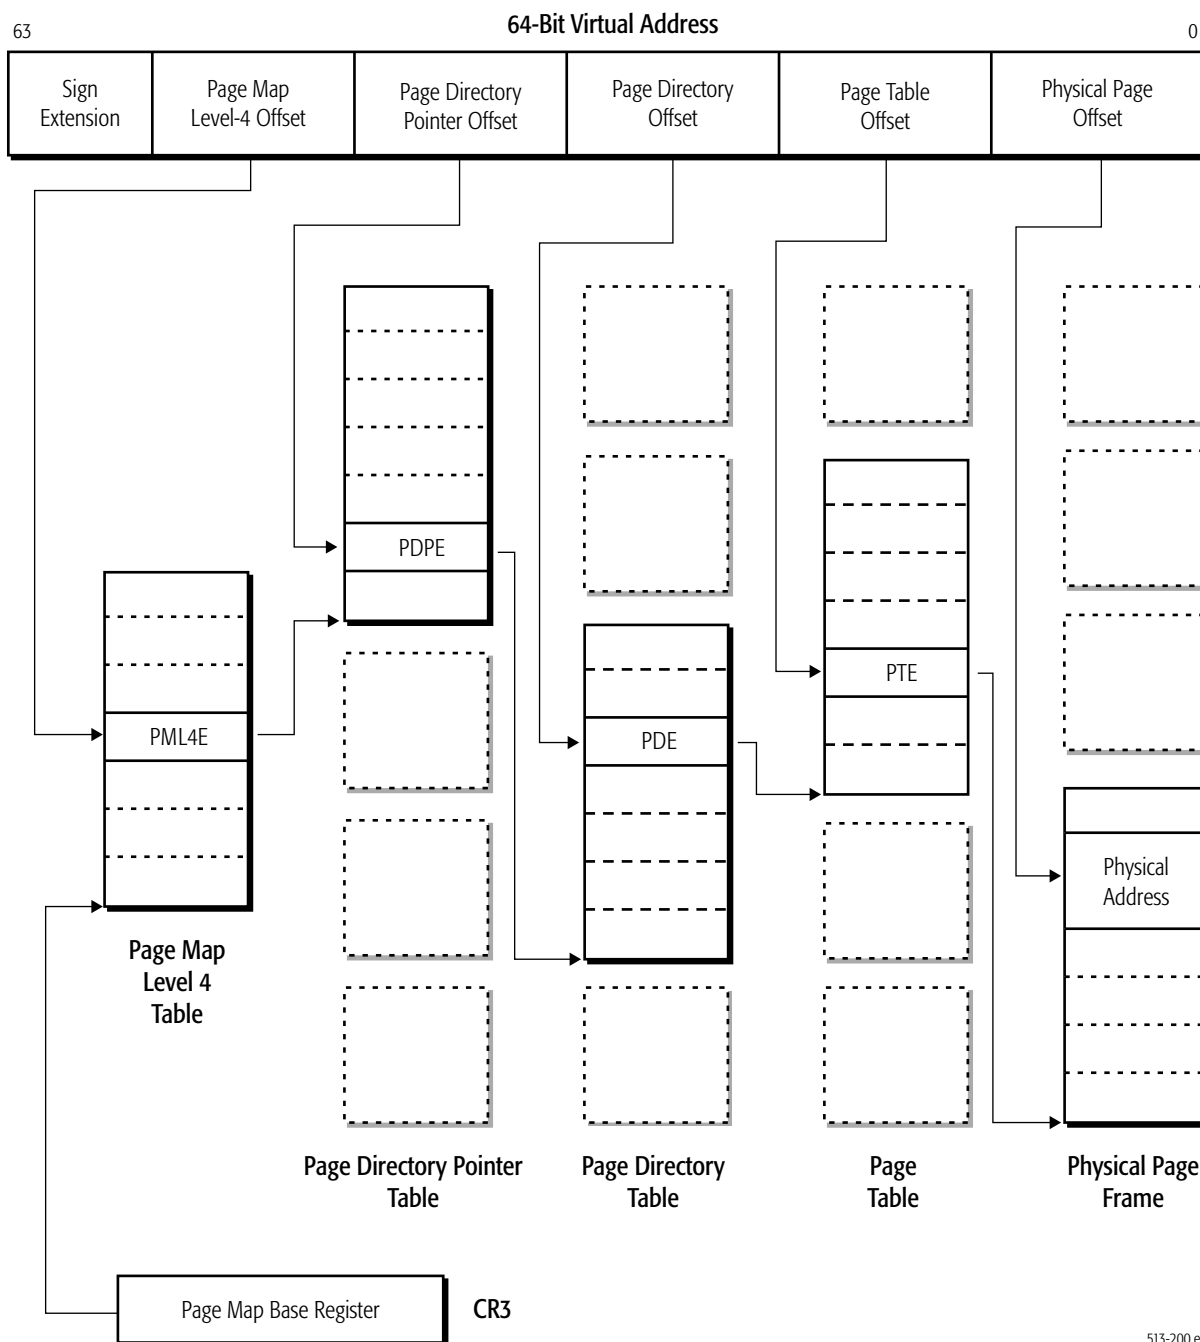 64-Bit Virtual Address
63
0
Sign
Extension
Page Map
Level-4 Offset
Page Directory
Pointer Offset
Page Directory
Offset
Page Table
Offset
Physical Page
Offset
PDPE
PTE
PML4E
PDE
Physical
Address
Page Map
Level 4
Table
Page Directory Pointer
Table
Page Directory
Table
Page
Table
Physical Page
Frame
Page Map Base Register
CR3
513-200 e